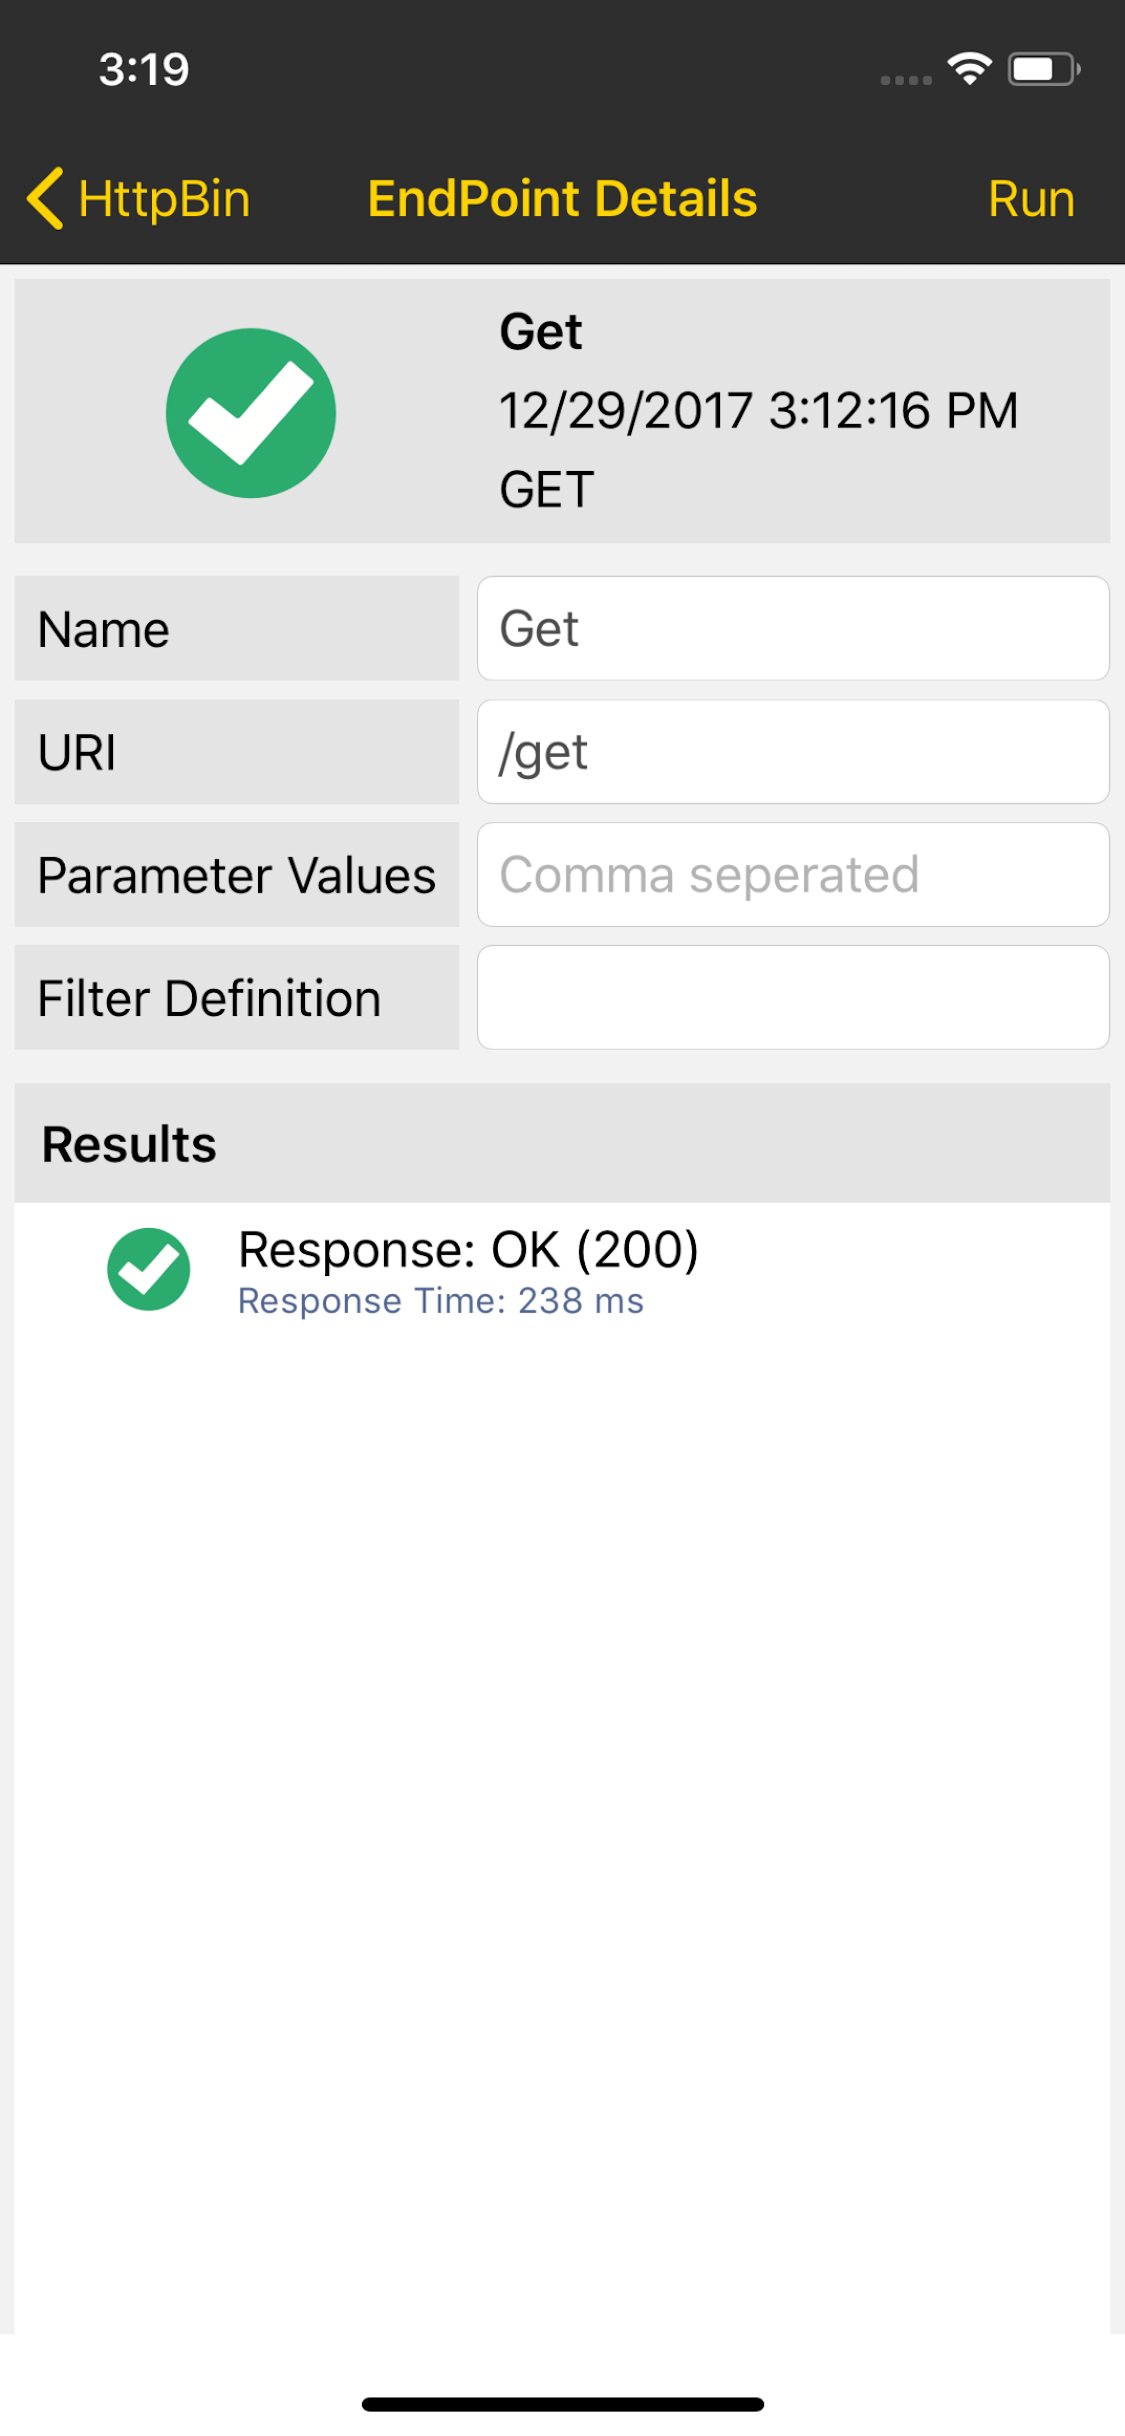 3:19
HttpBin EndPoint Details Run
Get
12/29/2017 3:12:16 PM
GET
Name Get
URI /get
Parameter Values Comma seperated
Filter Definition
Results
Response: OK (200)
Response Time: 238 ms